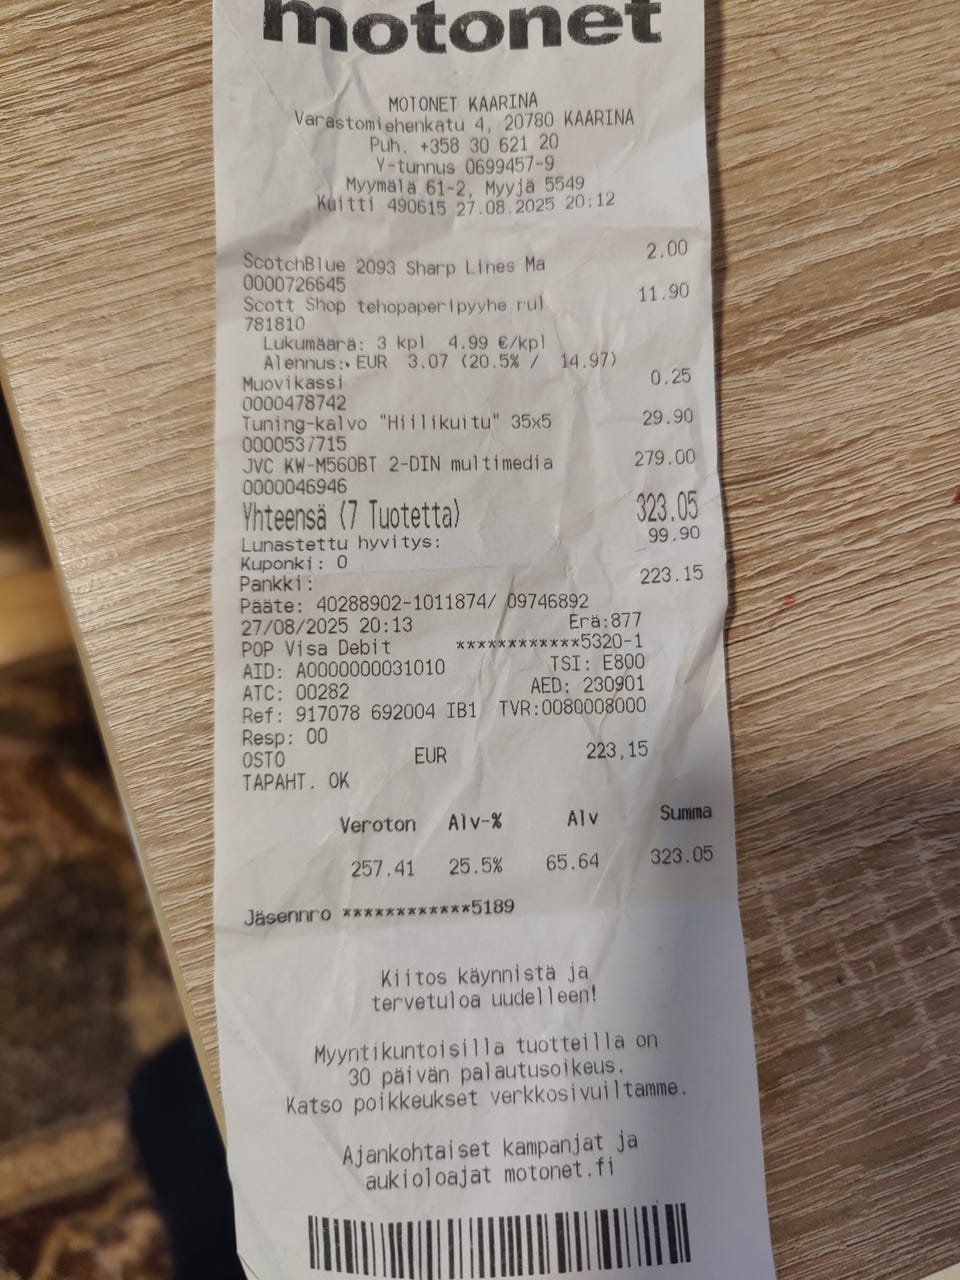 motonet
MOTONET KAARINA
Varastomiehenkatu 4, 20780 KAARINA
Puh. +358 30 621 20
Y-tunnus 0699457-9
Myymälä 61-2, Myyjä 5549
Kuitti 490615 27.08.2025 20:12
ScotchBlue 2093 Sharp Lines Ma 2.00
0000726645
Scott Shop tehopaperipyyhe rul 11.90
781810
Lukumäärä: 3 kpl 4.99 €/kpl
Alennus: EUR 3.07 (20.5% / 14.97)
Muovikassi 0.25
0000478742
Tuning-kalvo "Hiilikuitu" 35x5 29.90
0000537715
JVC KW-M560BT 2-DIN multimedia 279.00
0000046946
Yhteensä (7 Tuotetta) 323.05
Lunastettu hyvitys: 99.90
Kuponki: 0
Pankki: 223.15
Pääte: 40288902-1011874/ 09746892
27/08/2025 20:13 Erä:877
POP Visa Debit ************5320-1
AID: A0000000031010 TSI: E800
ATC: 00282 AED: 230901
Ref: 917078 692004 IB1 TVR:0080008000
Resp: 00
OSTO EUR 223,15
TAPAHT. OK
Veroton Alv-% Alv Summa
257.41 25.5% 65.64 323.05
Jäsennro ************5189
Kiitos käynnistä ja
tervetuloa uudelleen!
Myyntikuntoisilla tuotteilla on
30 päivän palautusoikeus.
Katso poikkeukset verkkosivuiltamme.
Ajankohtaiset kampanjat ja
aukioloajat motonet.fi